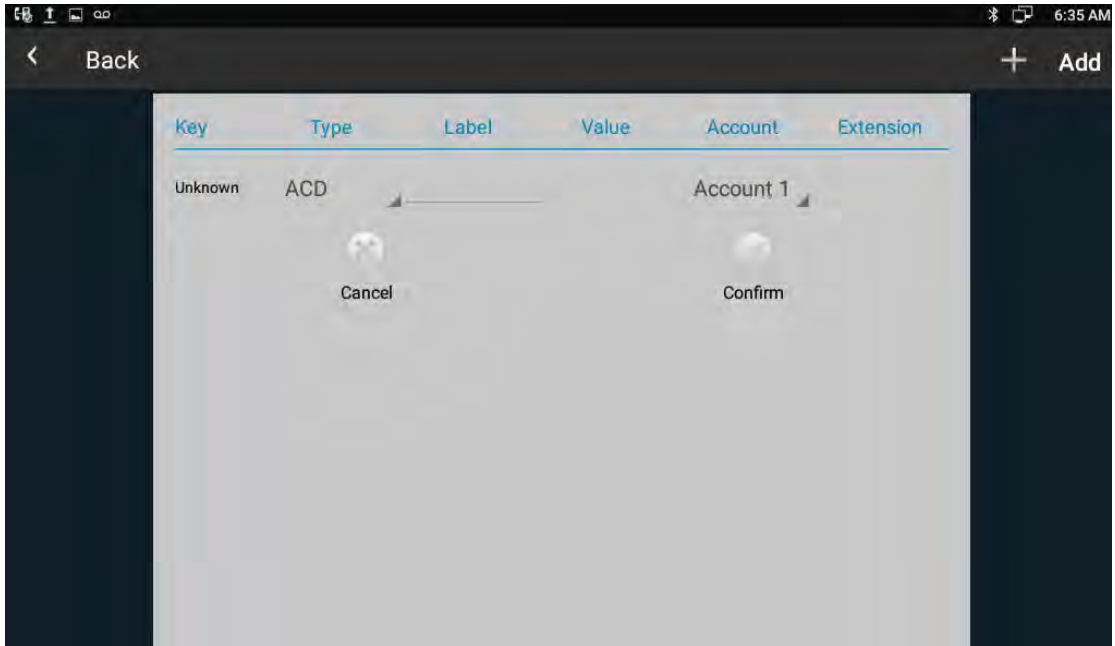 6:35 AM
Back
Add
Key Type Label Value Account Extension
Unknown ACD Account 1
Cancel Confirm